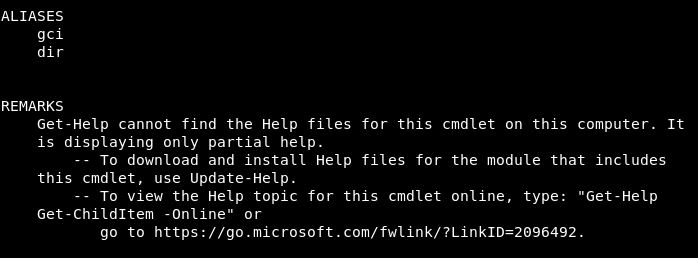 ALIASES
    gci
    dir


REMARKS
    Get-Help cannot find the Help files for this cmdlet on this computer. It
    is displaying only partial help.
        -- To download and install Help files for the module that includes
    this cmdlet, use Update-Help.
        -- To view the Help topic for this cmdlet online, type: "Get-Help
    Get-ChildItem -Online" or
           go to https://go.microsoft.com/fwlink/?LinkID=2096492.